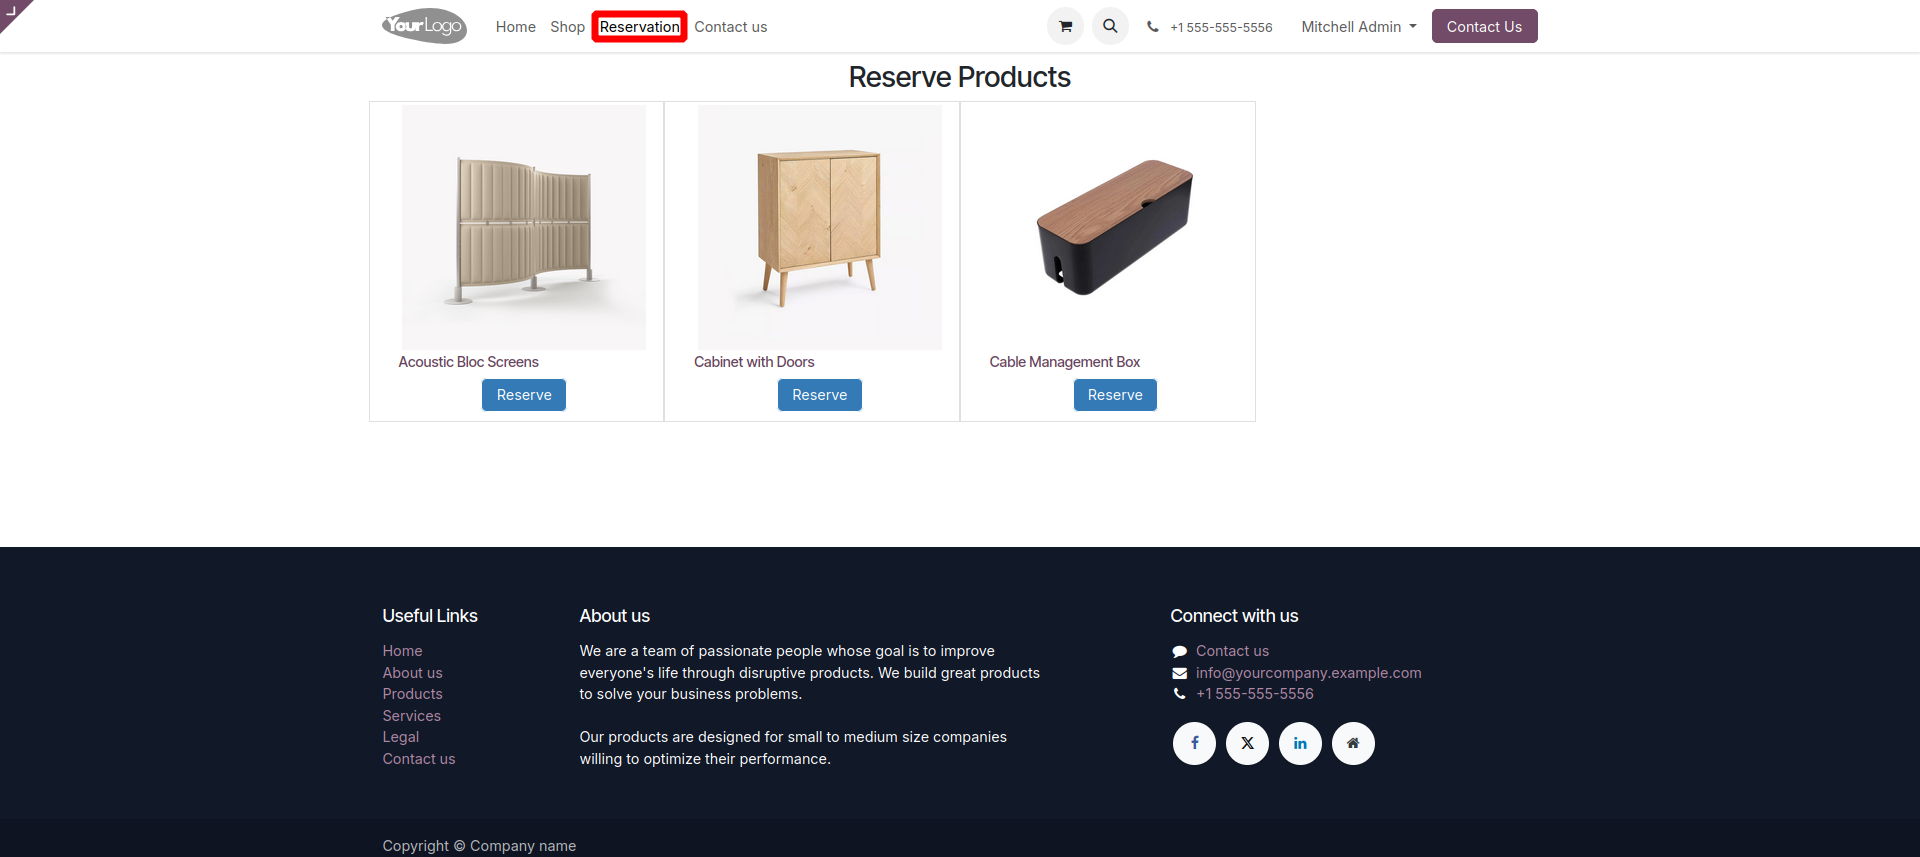 YourLogo
Home Shop Reservation Contact us
+1 555-555-5556
Mitchell Admin
Contact Us
Reserve Products
Acoustic Bloc Screens
Reserve
Cabinet with Doors
Reserve
Cable Management Box
Reserve
Useful Links
Home
About us
Products
Services
Legal
Contact us
About us
We are a team of passionate people whose goal is to improve
everyone's life through disruptive products. We build great products
to solve your business problems.
Our products are designed for small to medium size companies
willing to optimize their performance.
Connect with us
Contact us
info@yourcompany.example.com
+1 555-555-5556
Copyright © Company name